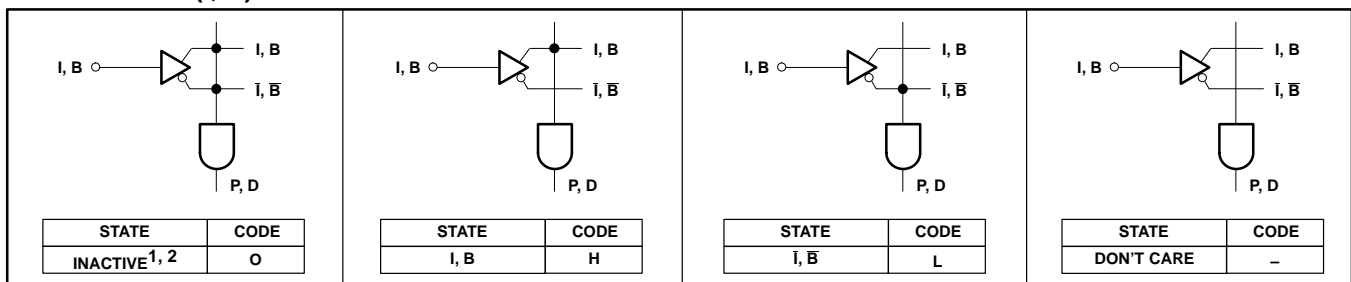 I, B
I, B
Ī, B̅
P, D
STATE CODE
INACTIVE1, 2 O
I, B
I, B
Ī, B̅
P, D
STATE CODE
I, B H
I, B
I, B
Ī, B̅
P, D
STATE CODE
Ī, B̅ L
I, B
I, B
Ī, B̅
P, D
STATE CODE
DON'T CARE –